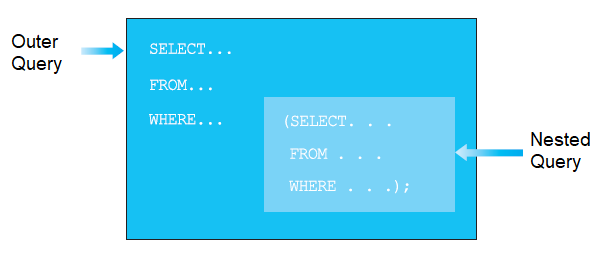 Outer
Query
SELECT...
FROM...
WHERE...
(SELECT. . .
FROM . . .
WHERE . . .);
Nested
Query